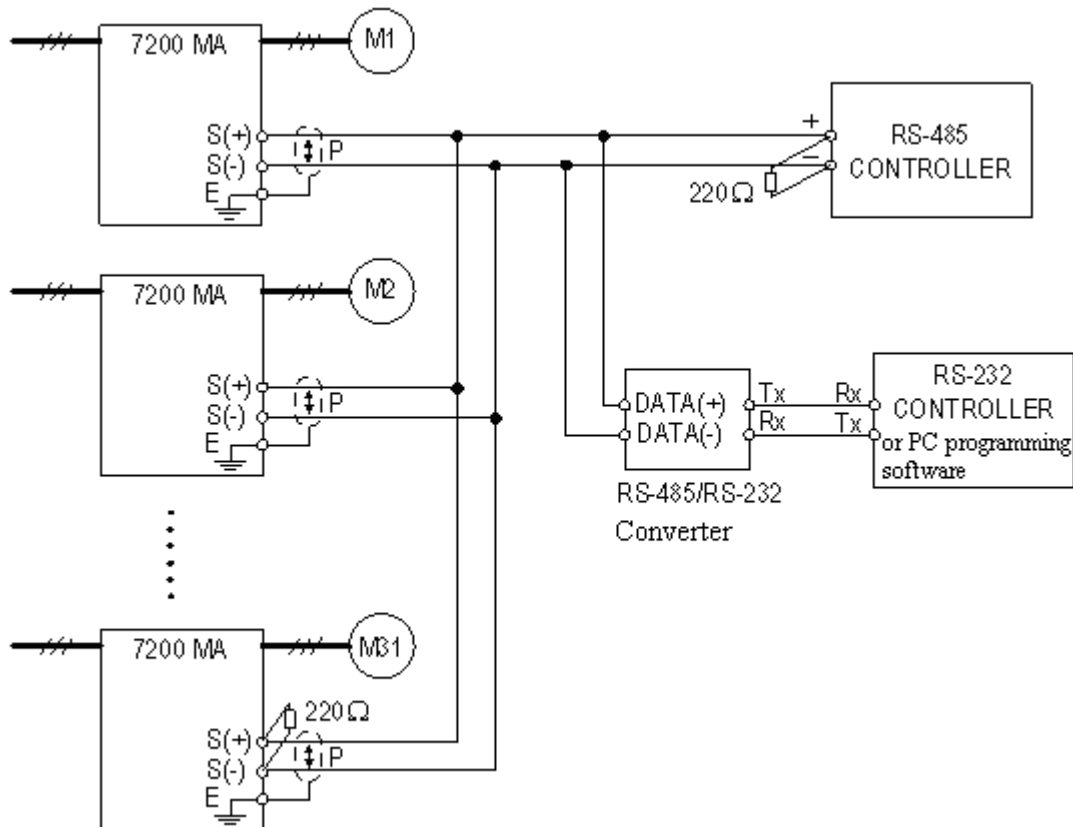 7200 MA
M1
S(+)
S(-)
E
P
+
−
220Ω
RS-485
CONTROLLER
7200 MA
M2
S(+)
S(-)
E
P
DATA(+)
DATA(-)
Tx
Rx
Rx
Tx
RS-232
CONTROLLER
or PC programming
software
RS-485/RS-232
Converter
7200 MA
M31
220Ω
S(+)
S(-)
E
P